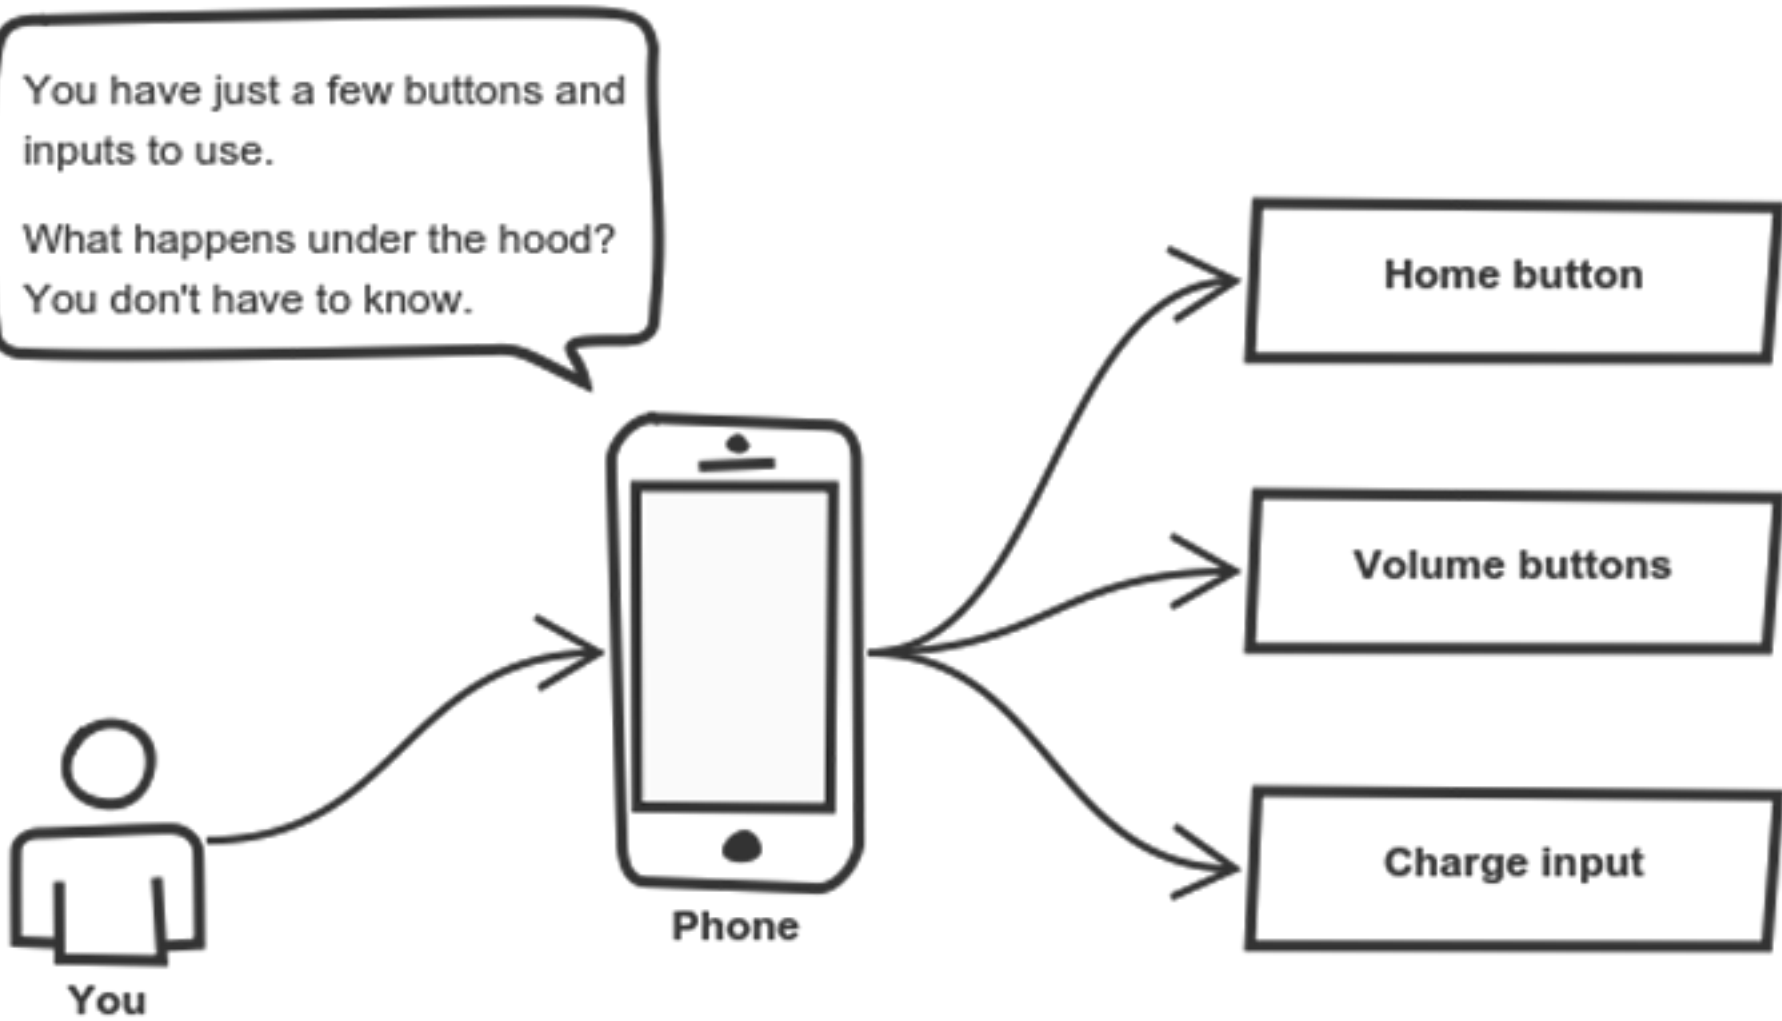 You have just a few buttons and
inputs to use.
What happens under the hood?
You don't have to know.
Home button
Volume buttons
Charge input
Phone
You